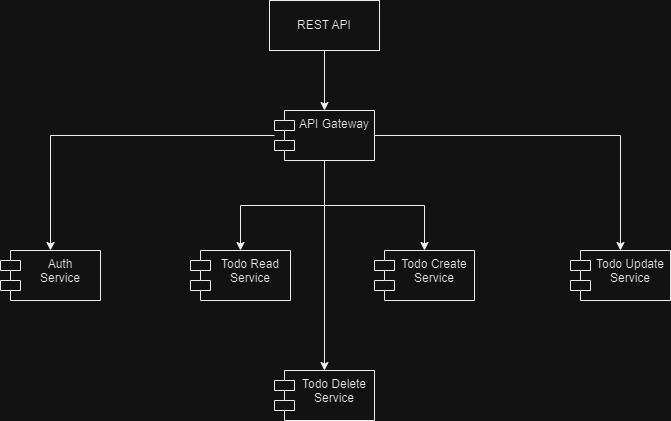 REST API
API Gateway
Auth
Service
Todo Read
Service
Todo Create
Service
Todo Update
Service
Todo Delete
Service